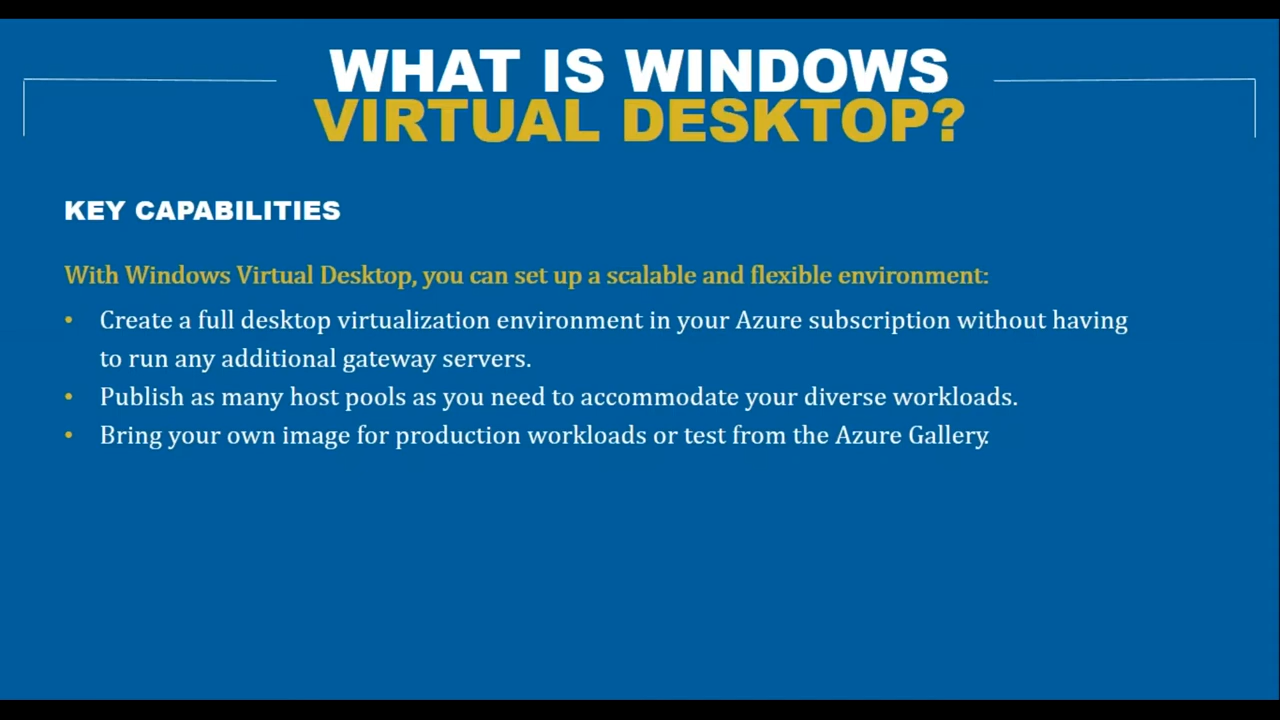 WHAT IS WINDOWS
VIRTUAL DESKTOP?
KEY CAPABILITIES
With Windows Virtual Desktop, you can set up a scalable and flexible environment:
• Create a full desktop virtualization environment in your Azure subscription without having
to run any additional gateway servers.
• Publish as many host pools as you need to accommodate your diverse workloads.
• Bring your own image for production workloads or test from the Azure Gallery.